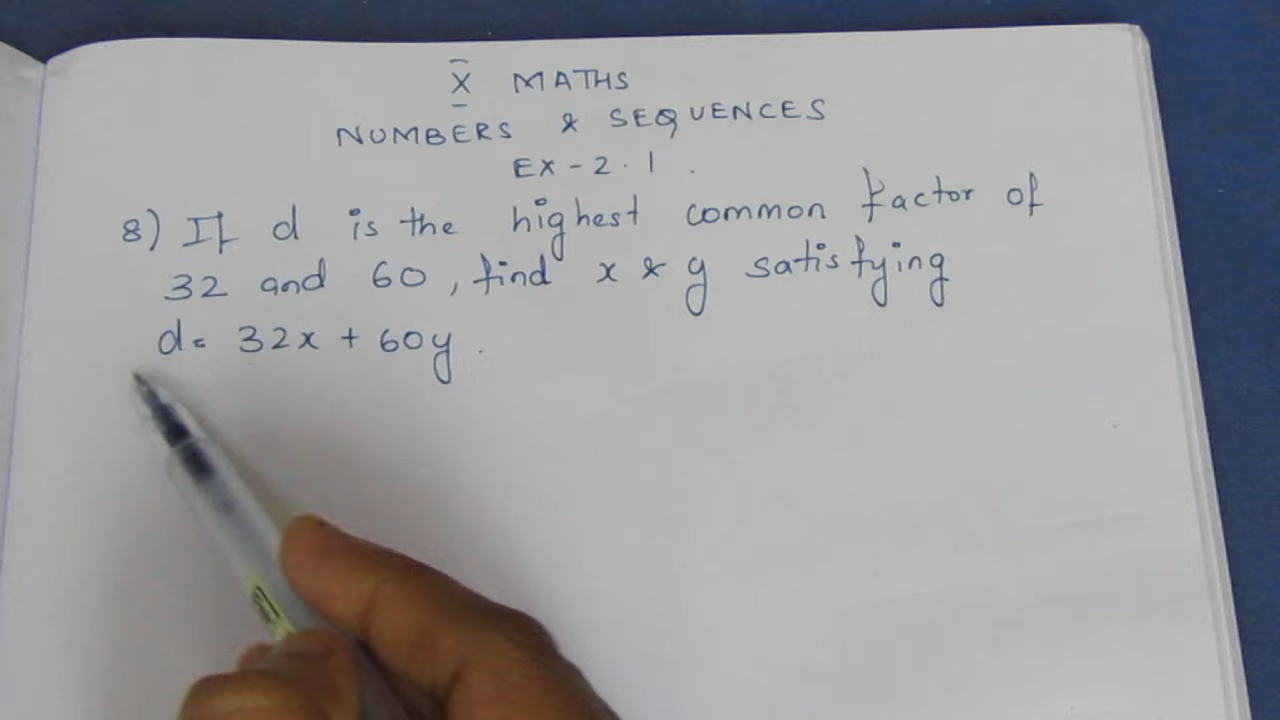 X MATHS
NUMBERS & SEQUENCES
EX - 2.1.
8) If d is the highest common factor of
32 and 60, find x & y satisfying
d = 32x + 60y.